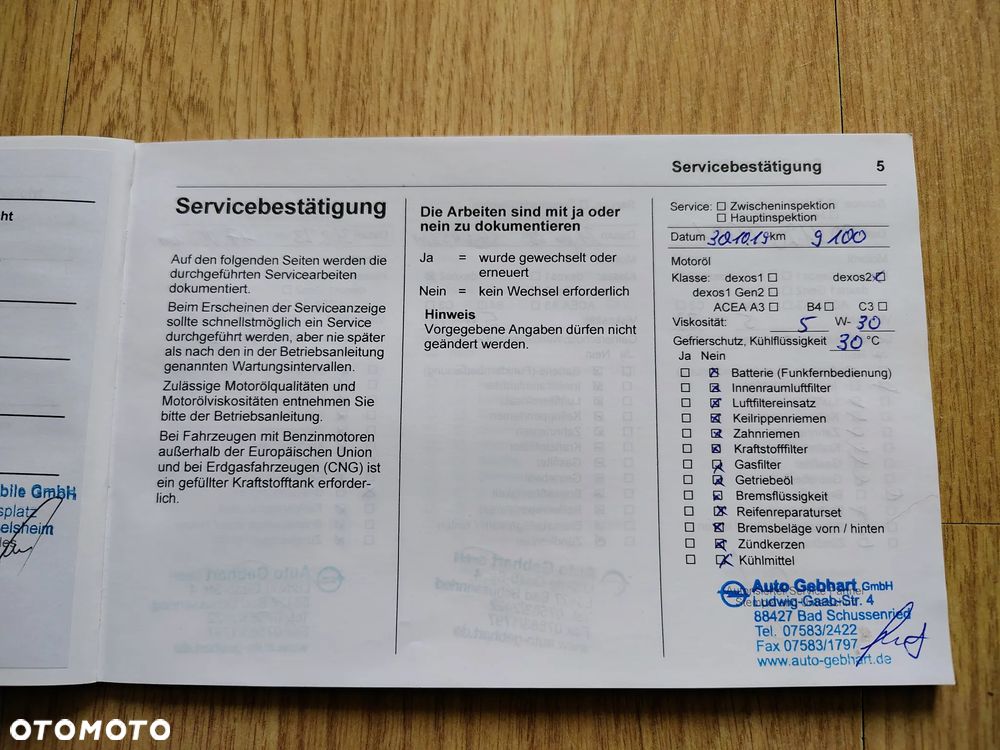 Servicebestätigung 5
ht
bile GmbH
splatz
elsheim
Servicebestätigung
Auf den folgenden Seiten werden die
durchgeführten Servicearbeiten
dokumentiert.
Beim Erscheinen der Serviceanzeige
sollte schnellstmöglich ein Service
durchgeführt werden, aber nie später
als nach den in der Betriebsanleitung
genannten Wartungsintervallen.
Zulässige Motorölqualitäten und
Motorölviskositäten entnehmen Sie
bitte der Betriebsanleitung.
Bei Fahrzeugen mit Benzinmotoren
außerhalb der Europäischen Union
und bei Erdgasfahrzeugen (CNG) ist
ein gefüllter Kraftstofftank erforder-
lich.
Die Arbeiten sind mit ja oder
nein zu dokumentieren
Ja = wurde gewechselt oder
erneuert
Nein = kein Wechsel erforderlich
Hinweis
Vorgegebene Angaben dürfen nicht
geändert werden.
Service: ☐ Zwischeninspektion
☐ Hauptinspektion
Datum 30.10.19 km 9100
Motoröl
Klasse: dexos1 ☐ dexos2 ☒
dexos1 Gen2 ☐
ACEA A3 ☐ B4 ☐ C3 ☐
Viskosität: 5 W- 30
Gefrierschutz, Kühlflüssigkeit 30 °C
Ja Nein
☐ ☒ Batterie (Funkfernbedienung)
☐ ☒ Innenraumluftfilter
☐ ☒ Luftfiltereinsatz
☐ ☒ Keilrippenriemen
☐ ☒ Zahnriemen
☐ ☒ Kraftstofffilter
☐ ☒ Gasfilter
☐ ☒ Getriebeöl
☐ ☒ Bremsflüssigkeit
☐ ☒ Reifenreparaturset
☐ ☒ Bremsbeläge vorn / hinten
☐ ☒ Zündkerzen
☐ ☒ Kühlmittel
Auto Gebhart GmbH
Ludwig-Gaab-Str. 4
88427 Bad Schussenried
Tel. 07583/2422
Fax 07583/1797
www.auto-gebhart.de
OTOMOTO